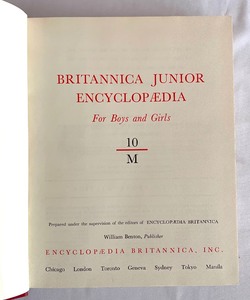 BRITANNICA JUNIOR
ENCYCLOPÆDIA
For Boys and Girls
10
M
Prepared under the supervision of the editors of ENCYCLOPÆDIA BRITANNICA
William Benton, Publisher
ENCYCLOPÆDIA BRITANNICA, INC.
Chicago London Toronto Geneva Sydney Tokyo Manila